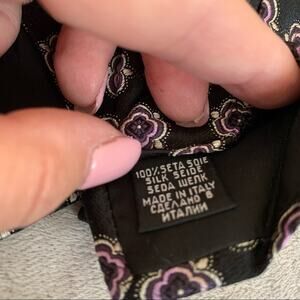 100% SETA SOIE
SILK SEIDE
SEDA ШЕЛК
MADE IN ITALY
СДЕЛАНО В
ИТАЛИИ